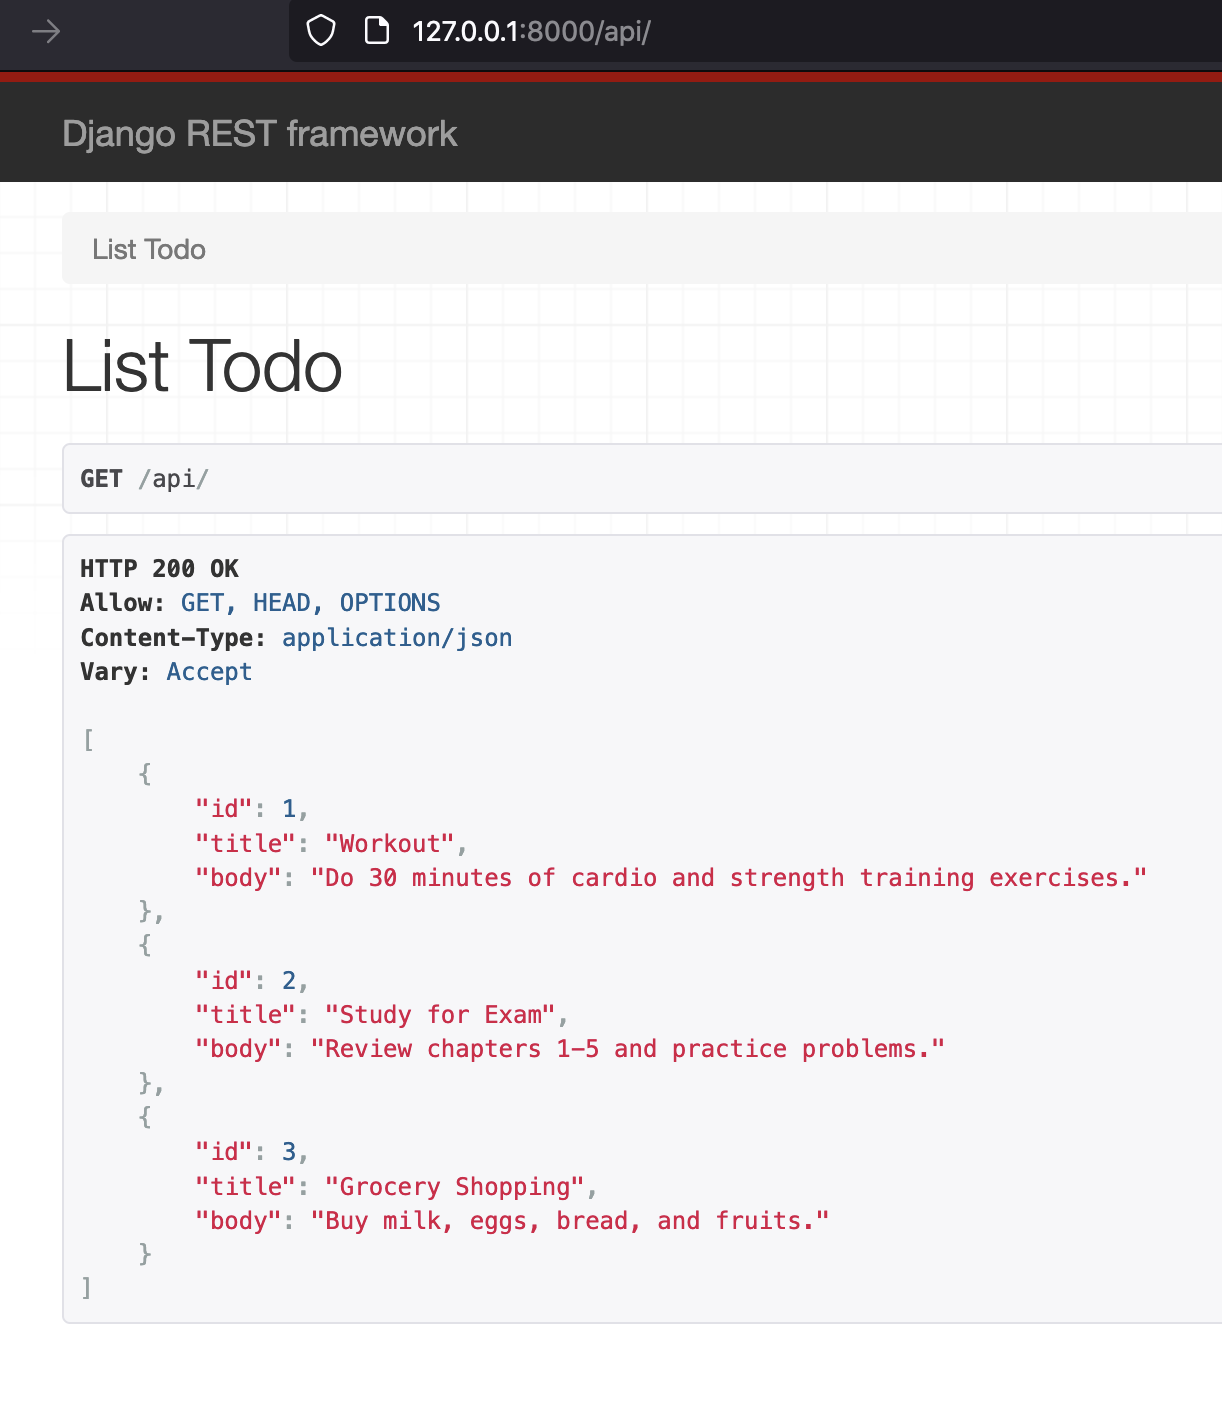 127.0.0.1:8000/api/
Django REST framework
List Todo
List Todo
GET /api/
HTTP 200 OK
Allow: GET, HEAD, OPTIONS
Content-Type: application/json
Vary: Accept
[
    {
        "id": 1,
        "title": "Workout",
        "body": "Do 30 minutes of cardio and strength training exercises."
    },
    {
        "id": 2,
        "title": "Study for Exam",
        "body": "Review chapters 1-5 and practice problems."
    },
    {
        "id": 3,
        "title": "Grocery Shopping",
        "body": "Buy milk, eggs, bread, and fruits."
    }
]